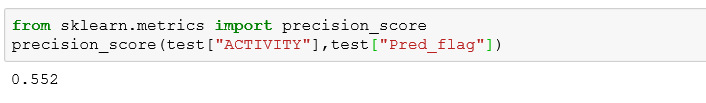 from sklearn.metrics import precision_score
precision_score(test["ACTIVITY"],test["Pred_flag"])
0.552